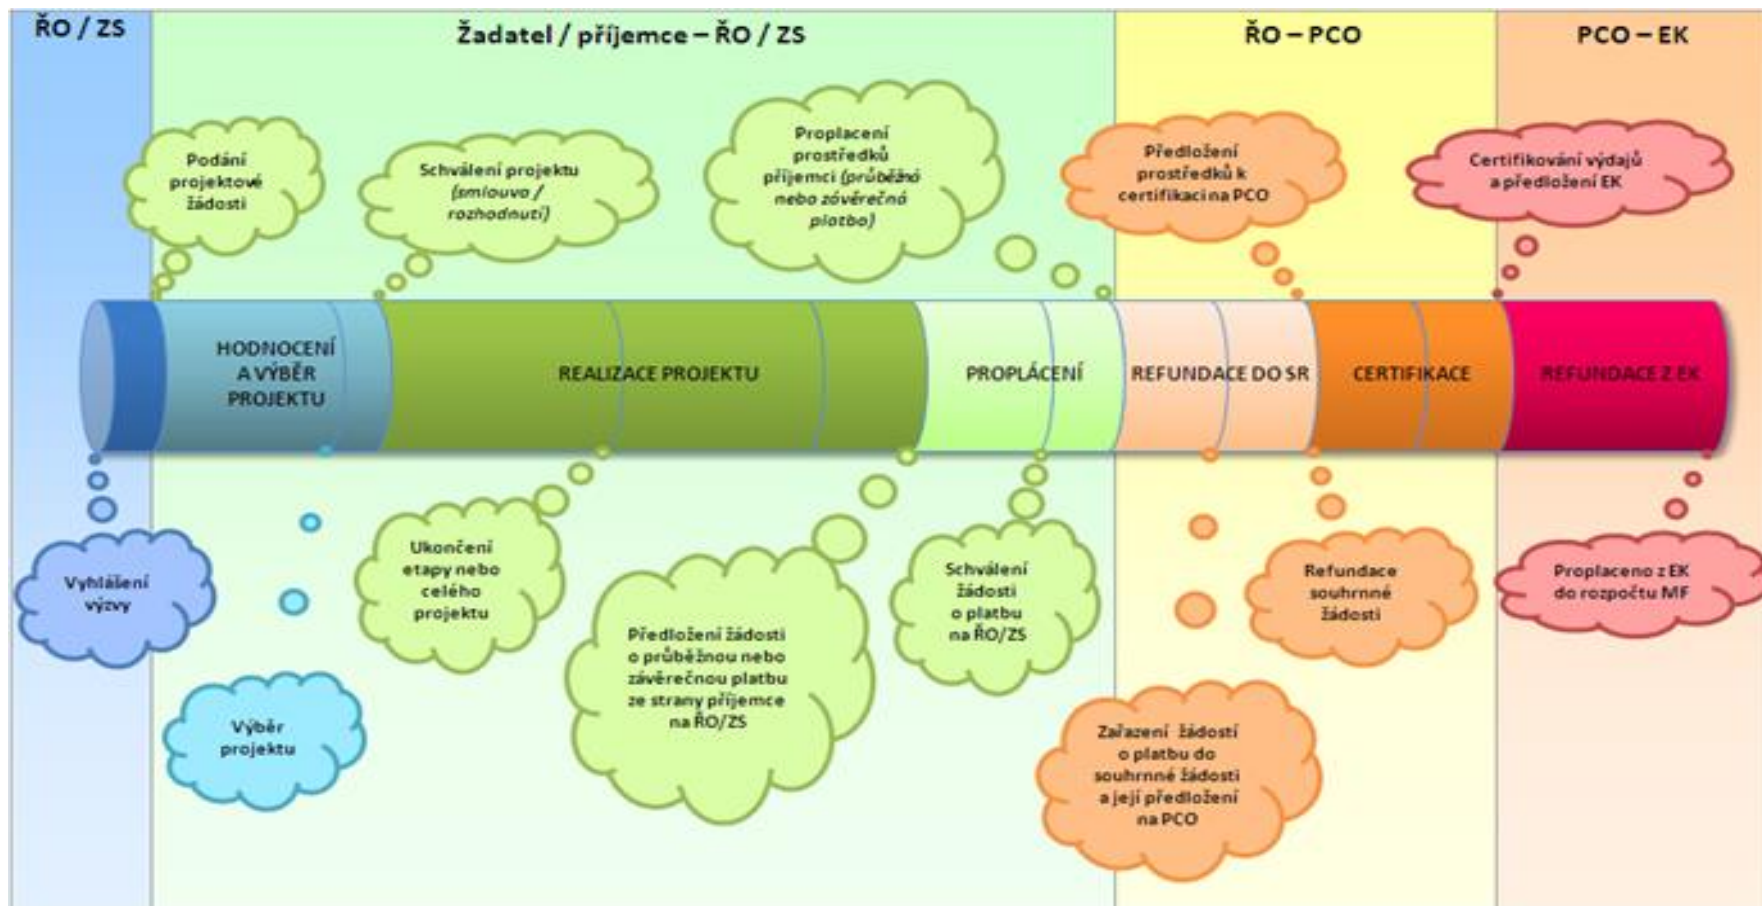 ŘO / ZS
Žadatel / příjemce – ŘO / ZS
ŘO – PCO
PCO – EK
Podání
projektové
žádosti
Schválení projektu
(smlouva /
rozhodnutí)
Proplacení
prostředků
příjemci (průběžná
nebo závěrečná
platba)
Předložení
prostředků k
certifikaci na PCO
Certifikování výdajů
a předložení EK
HODNOCENÍ
A VÝBĚR
PROJEKTU
REALIZACE PROJEKTU
PROPLÁCENÍ
REFUNDACE DO SR
CERTIFIKACE
REFUNDACE Z EK
Vyhlášení
výzvy
Výběr
projektu
Ukončení
etapy nebo
celého
projektu
Předložení žádosti
o průběžnou nebo
závěrečnou platbu
ze strany příjemce
na ŘO/ZS
Schválení
žádosti
o platbu
na ŘO/ZS
Zařazení žádostí
o platbu do
souhrnné žádosti
a její předložení
na PCO
Refundace
souhrnné
žádosti
Proplaceno z EK
do rozpočtu MF